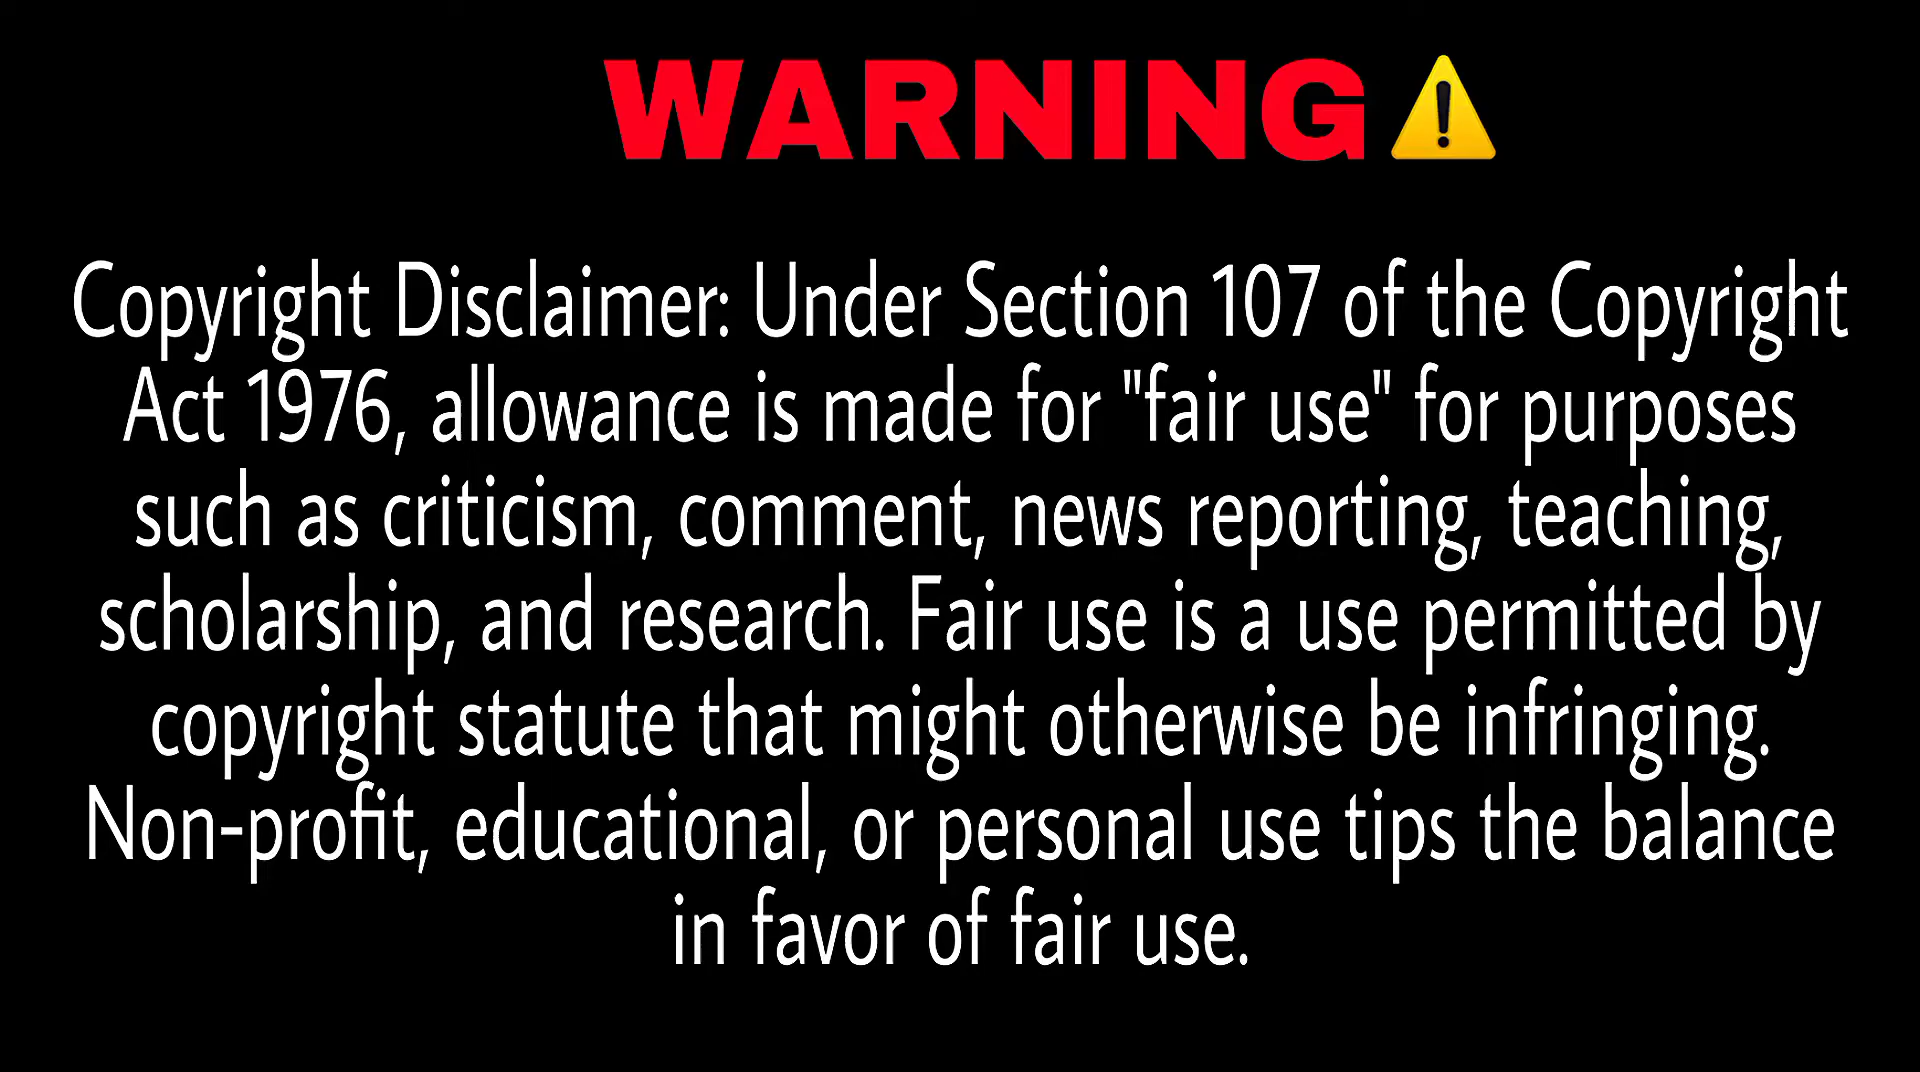 WARNING⚠️
Copyright Disclaimer: Under Section 107 of the Copyright
Act 1976, allowance is made for "fair use" for purposes
such as criticism, comment, news reporting, teaching,
scholarship, and research. Fair use is a use permitted by
copyright statute that might otherwise be infringing.
Non-profit, educational, or personal use tips the balance
in favor of fair use.